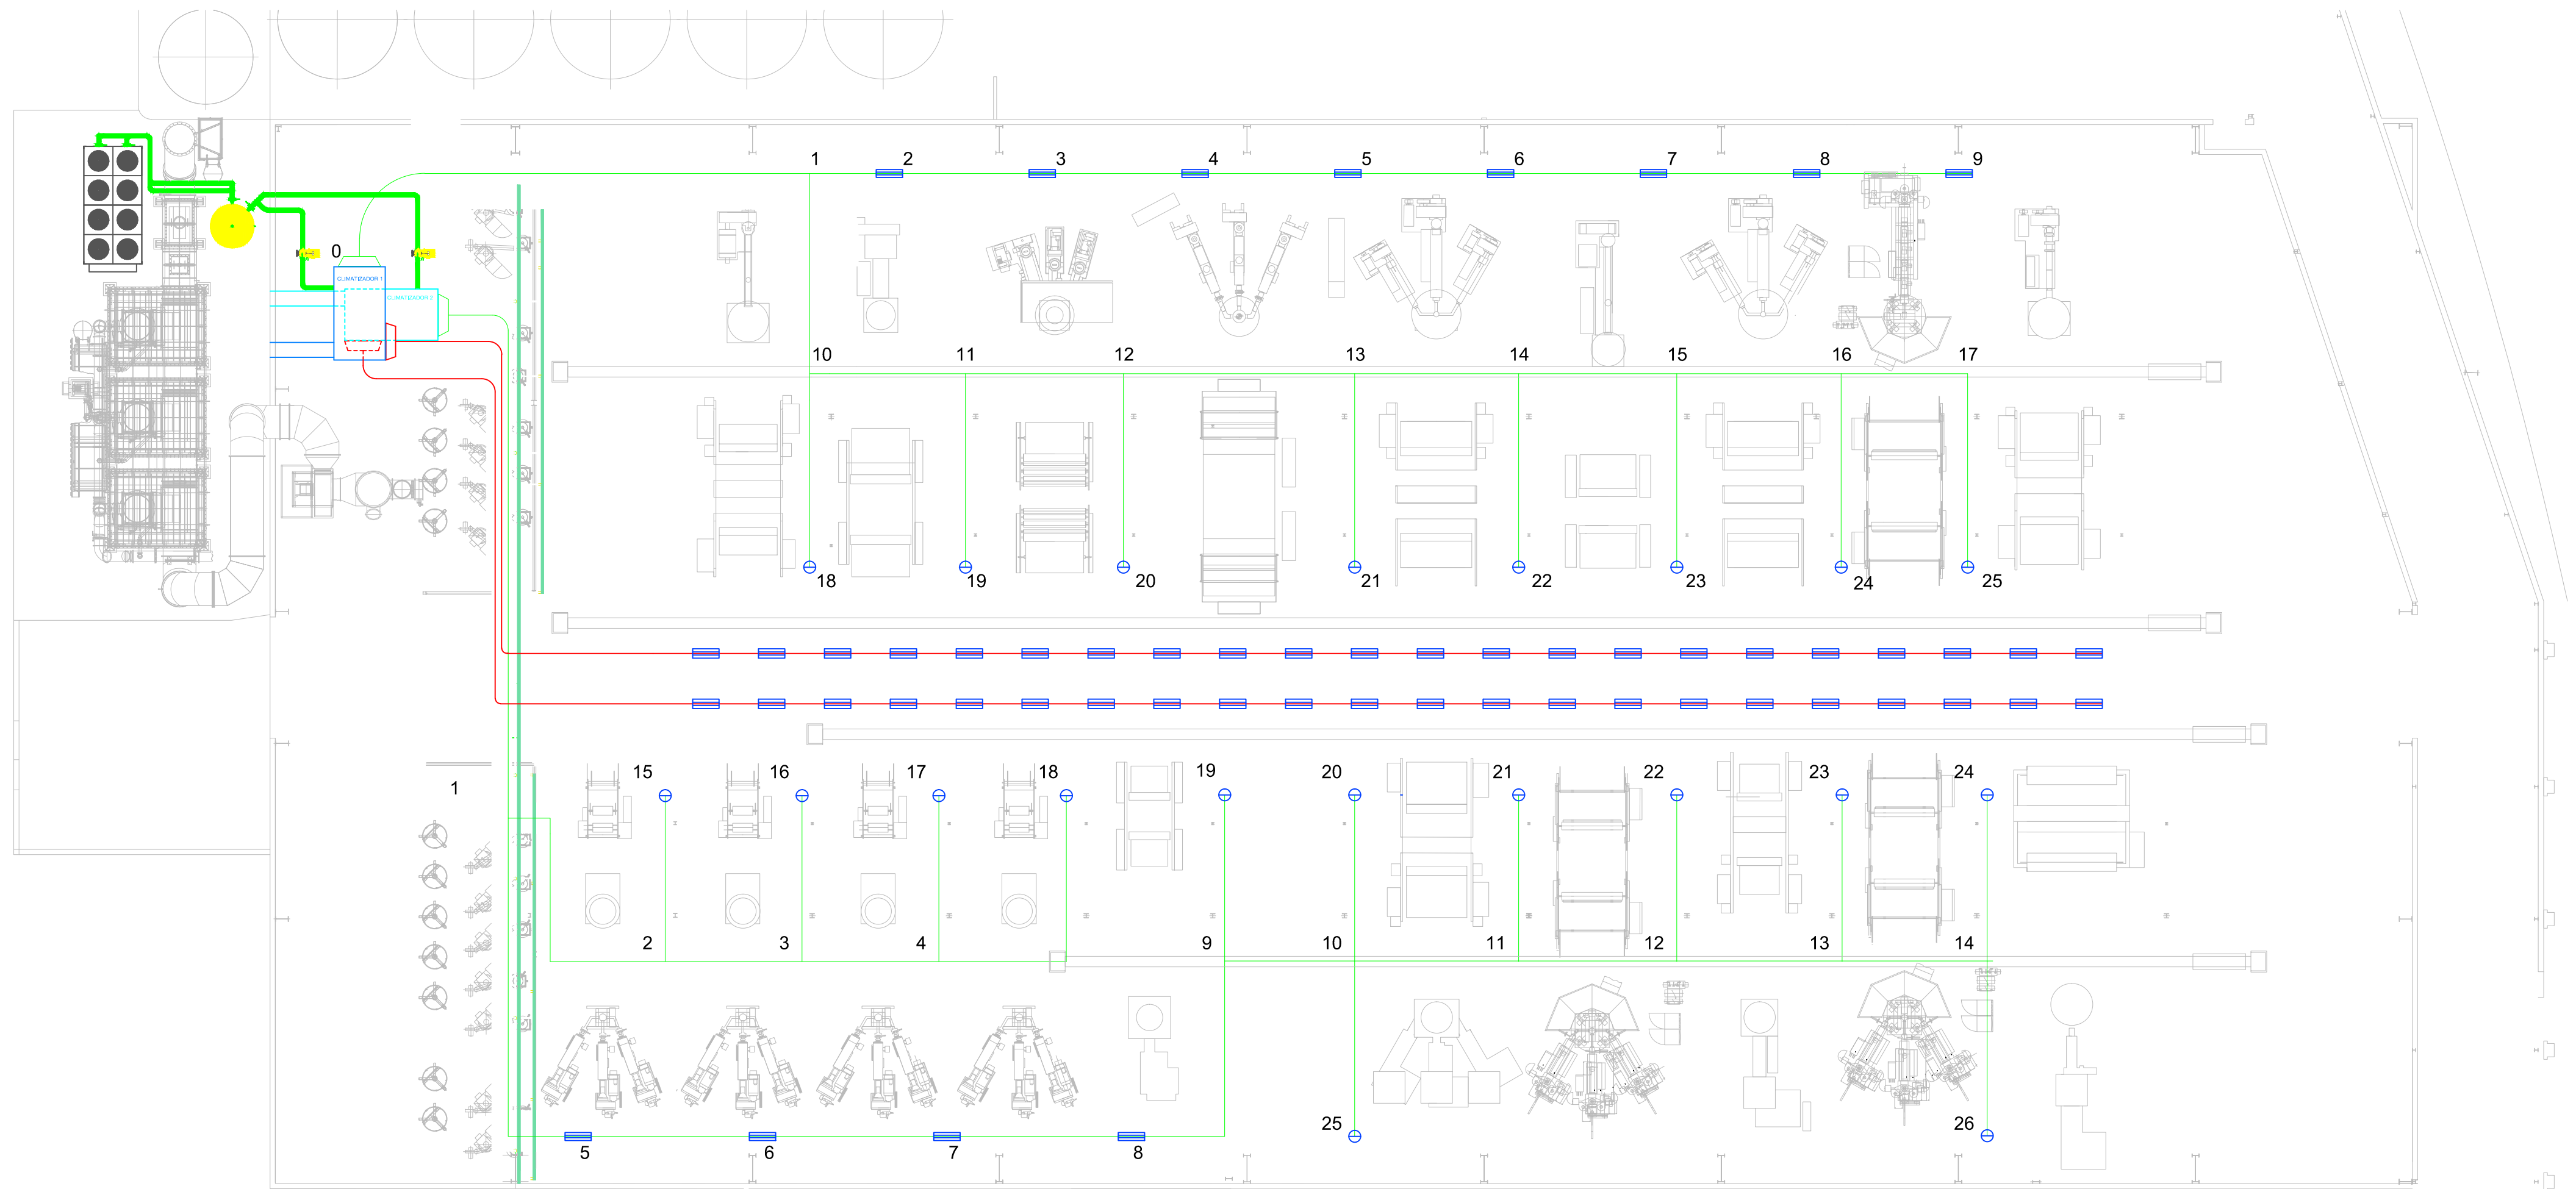 1 2 3 4 5 6 7 8 9
0
CLIMATIZADOR 1
CLIMATIZADOR 2
10 11 12 13 14 15 16 17
18 19 20 21 22 23 24 25
15 16 17 18 19 20 21 22 23 24
1
2 3 4 9 10 11 12 13 14
25 26
5 6 7 8